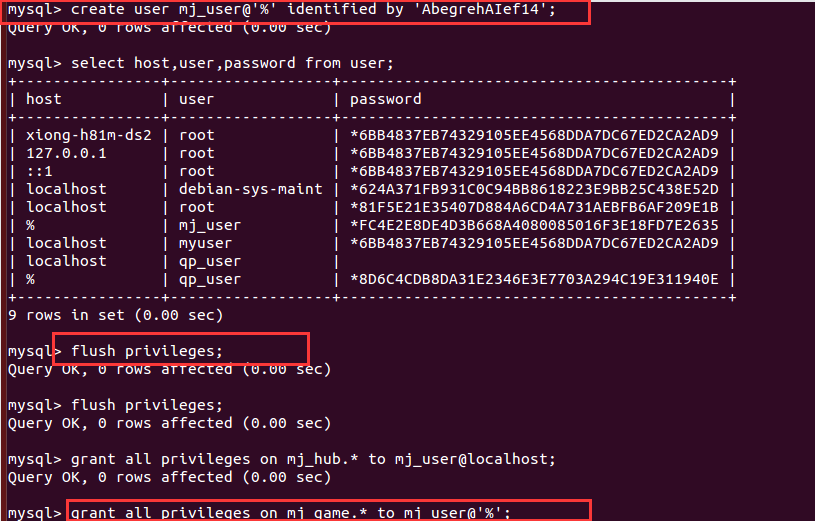 mysql> create user mj_user@'%' identified by 'AbegrehAIef14';
Query OK, 0 rows affected (0.00 sec)
mysql> select host,user,password from user;
+----------------+------------------+-------------------------------------------+
| host | user | password |
+----------------+------------------+-------------------------------------------+
| xiong-h81m-ds2 | root | *6BB4837EB74329105EE4568DDA7DC67ED2CA2AD9 |
| 127.0.0.1 | root | *6BB4837EB74329105EE4568DDA7DC67ED2CA2AD9 |
| ::1 | root | *6BB4837EB74329105EE4568DDA7DC67ED2CA2AD9 |
| localhost | debian-sys-maint | *624A371FB931C0C94BB8618223E9BB25C438E52D |
| localhost | root | *81F5E21E35407D884A6CD4A731AEBFB6AF209E1B |
| % | mj_user | *FC4E2E8DE4D3B668A4080085016F3E18FD7E2635 |
| localhost | myuser | *6BB4837EB74329105EE4568DDA7DC67ED2CA2AD9 |
| localhost | qp_user | |
| % | qp_user | *8D6C4CDB8DA31E2346E3E7703A294C19E311940E |
+----------------+------------------+-------------------------------------------+
9 rows in set (0.00 sec)
mysql> flush privileges;
Query OK, 0 rows affected (0.00 sec)
mysql> flush privileges;
Query OK, 0 rows affected (0.00 sec)
mysql> grant all privileges on mj_hub.* to mj_user@localhost;
Query OK, 0 rows affected (0.00 sec)
mysql> grant all privileges on mj_game.* to mj_user@'%';